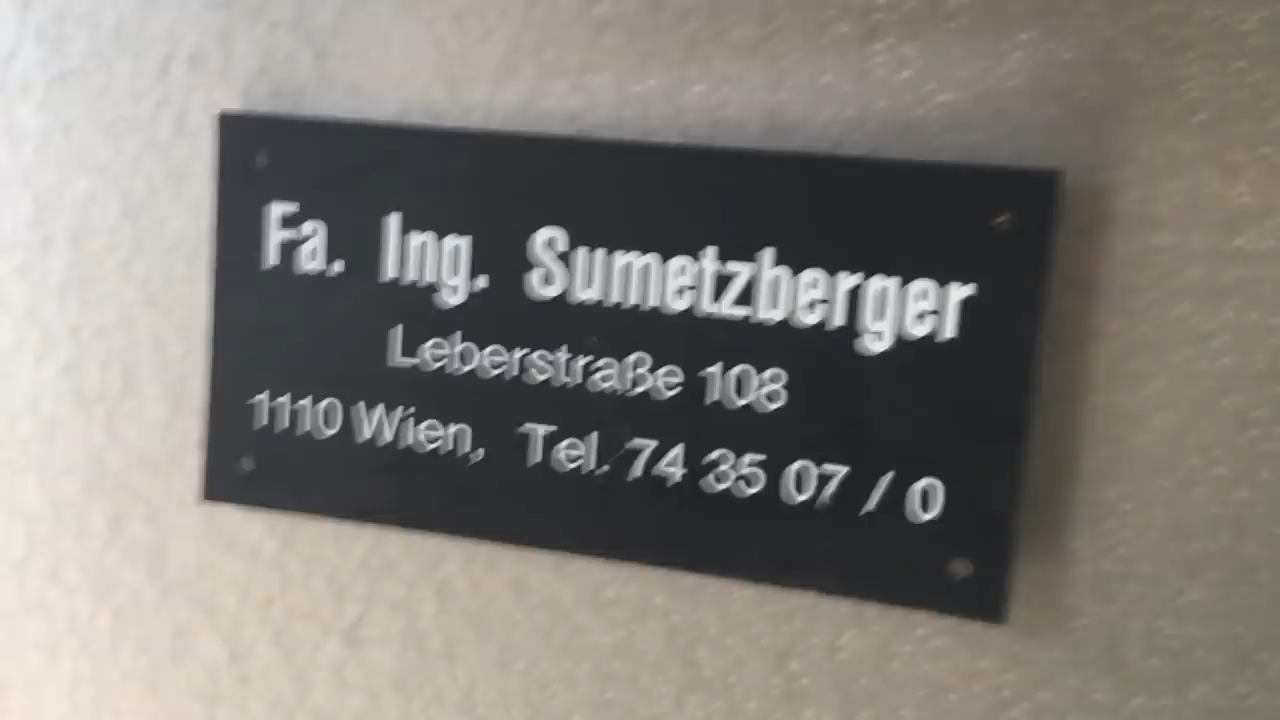 Fa. Ing. Sumetzberger
Leberstraße 108
1110 Wien, Tel. 74 35 07 / 0